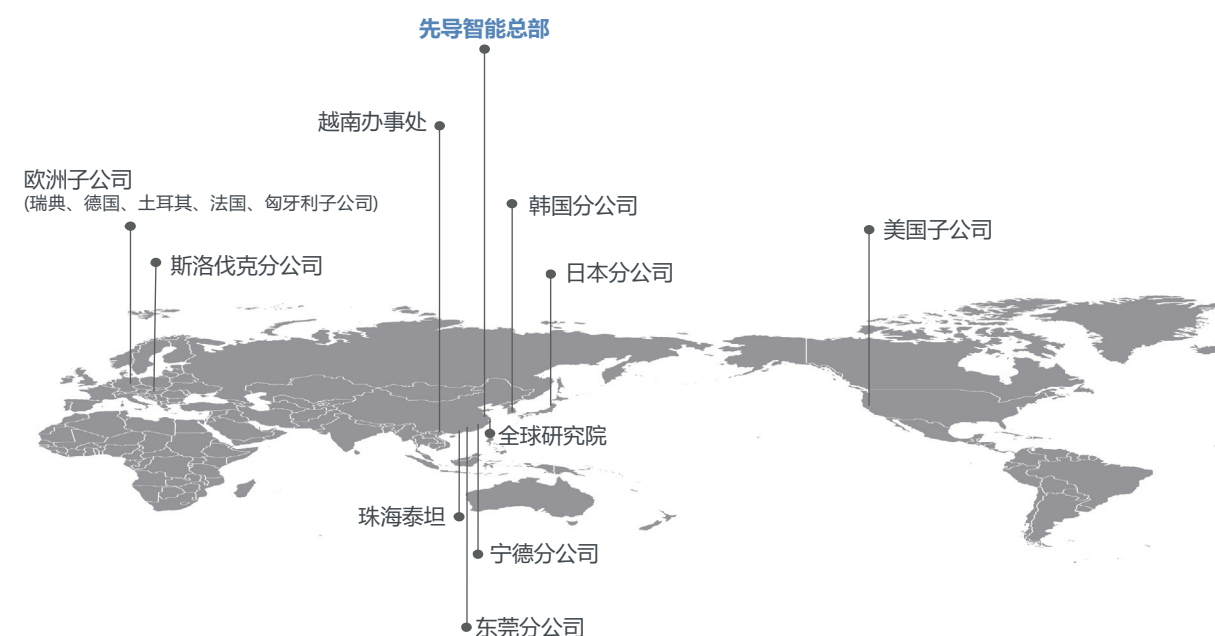 先导智能总部
越南办事处
欧洲子公司
(瑞典、德国、土耳其、法国、匈牙利子公司)
韩国分公司
美国子公司
斯洛伐克分公司
日本分公司
全球研究院
珠海泰坦
宁德分公司
东莞分公司